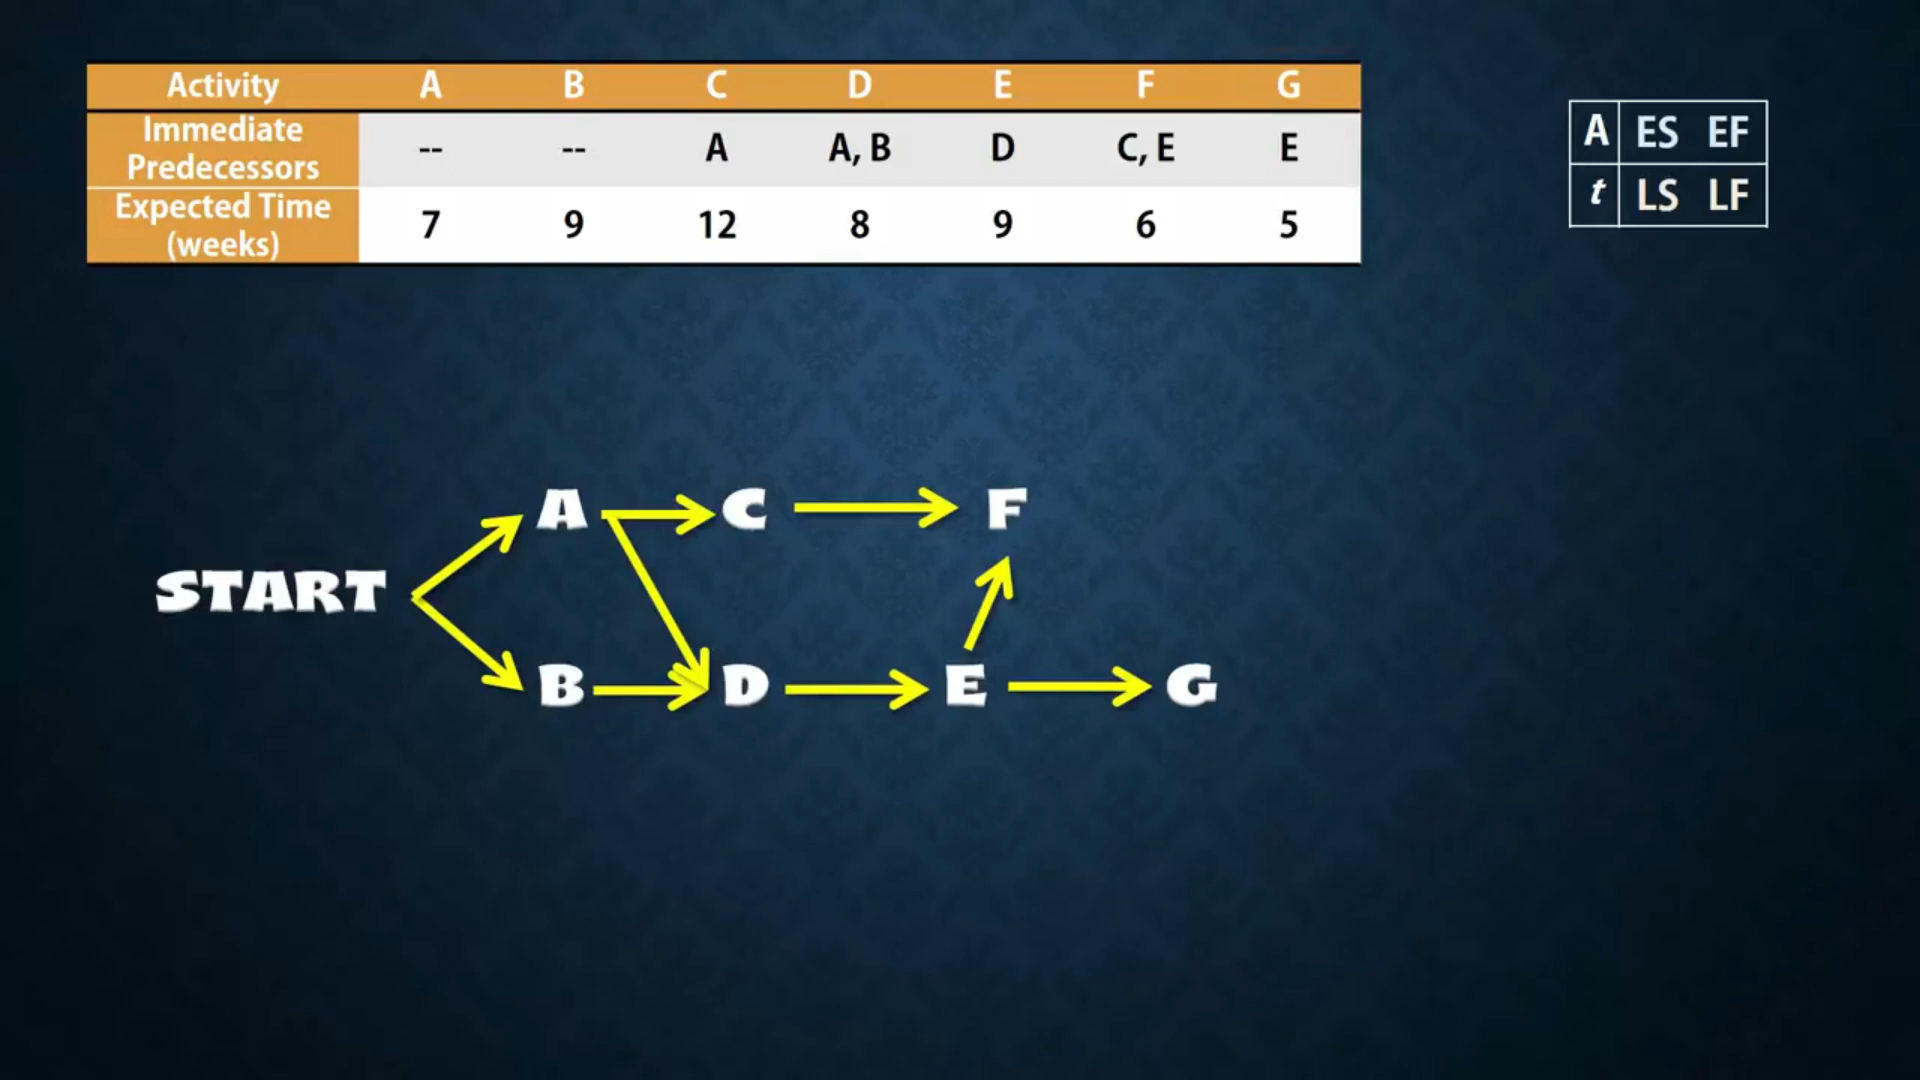 Activity A B C D E F G
Immediate Predecessors -- -- A A, B D C, E E
Expected Time (weeks) 7 9 12 8 9 6 5
A ES EF
t LS LF
A C F
START
B D E G